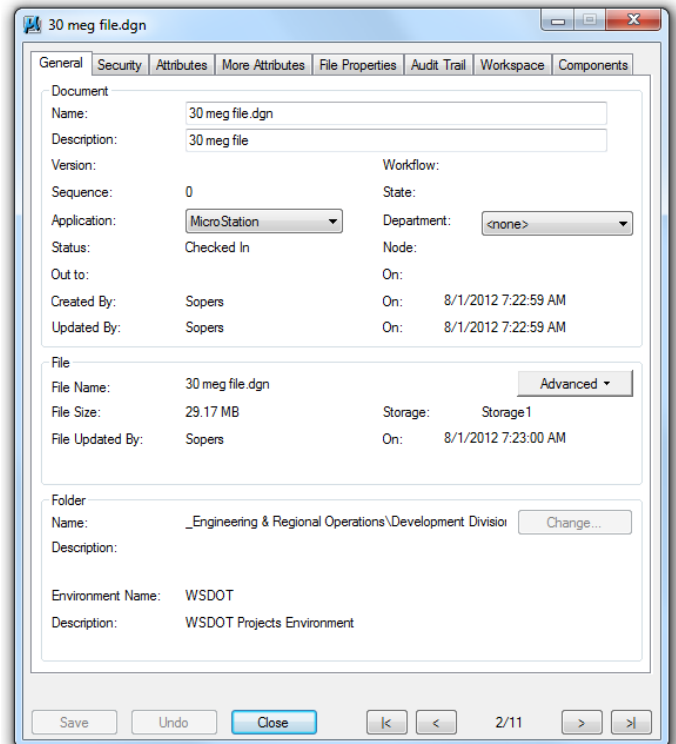 30 meg file.dgn
General Security Attributes More Attributes File Properties Audit Trail Workspace Components
Document
Name: 30 meg file.dgn
Description: 30 meg file
Version: Workflow:
Sequence: 0 State:
Application: MicroStation Department: <none>
Status: Checked In Node:
Out to: On:
Created By: Sopers On: 8/1/2012 7:22:59 AM
Updated By: Sopers On: 8/1/2012 7:22:59 AM
File
File Name: 30 meg file.dgn Advanced
File Size: 29.17 MB Storage: Storage1
File Updated By: Sopers On: 8/1/2012 7:23:00 AM
Folder
Name: _Engineering & Regional Operations\Development Division Change...
Description:
Environment Name: WSDOT
Description: WSDOT Projects Environment
Save Undo Close |< < 2/11 > >|